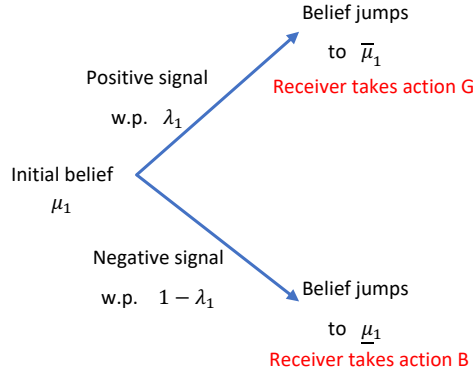 Belief jumps
to μ̅₁
Receiver takes action G
Positive signal
w.p. λ₁
Initial belief
μ₁
Negative signal
w.p. 1 − λ₁
Belief jumps
to μ̲₁
Receiver takes action B